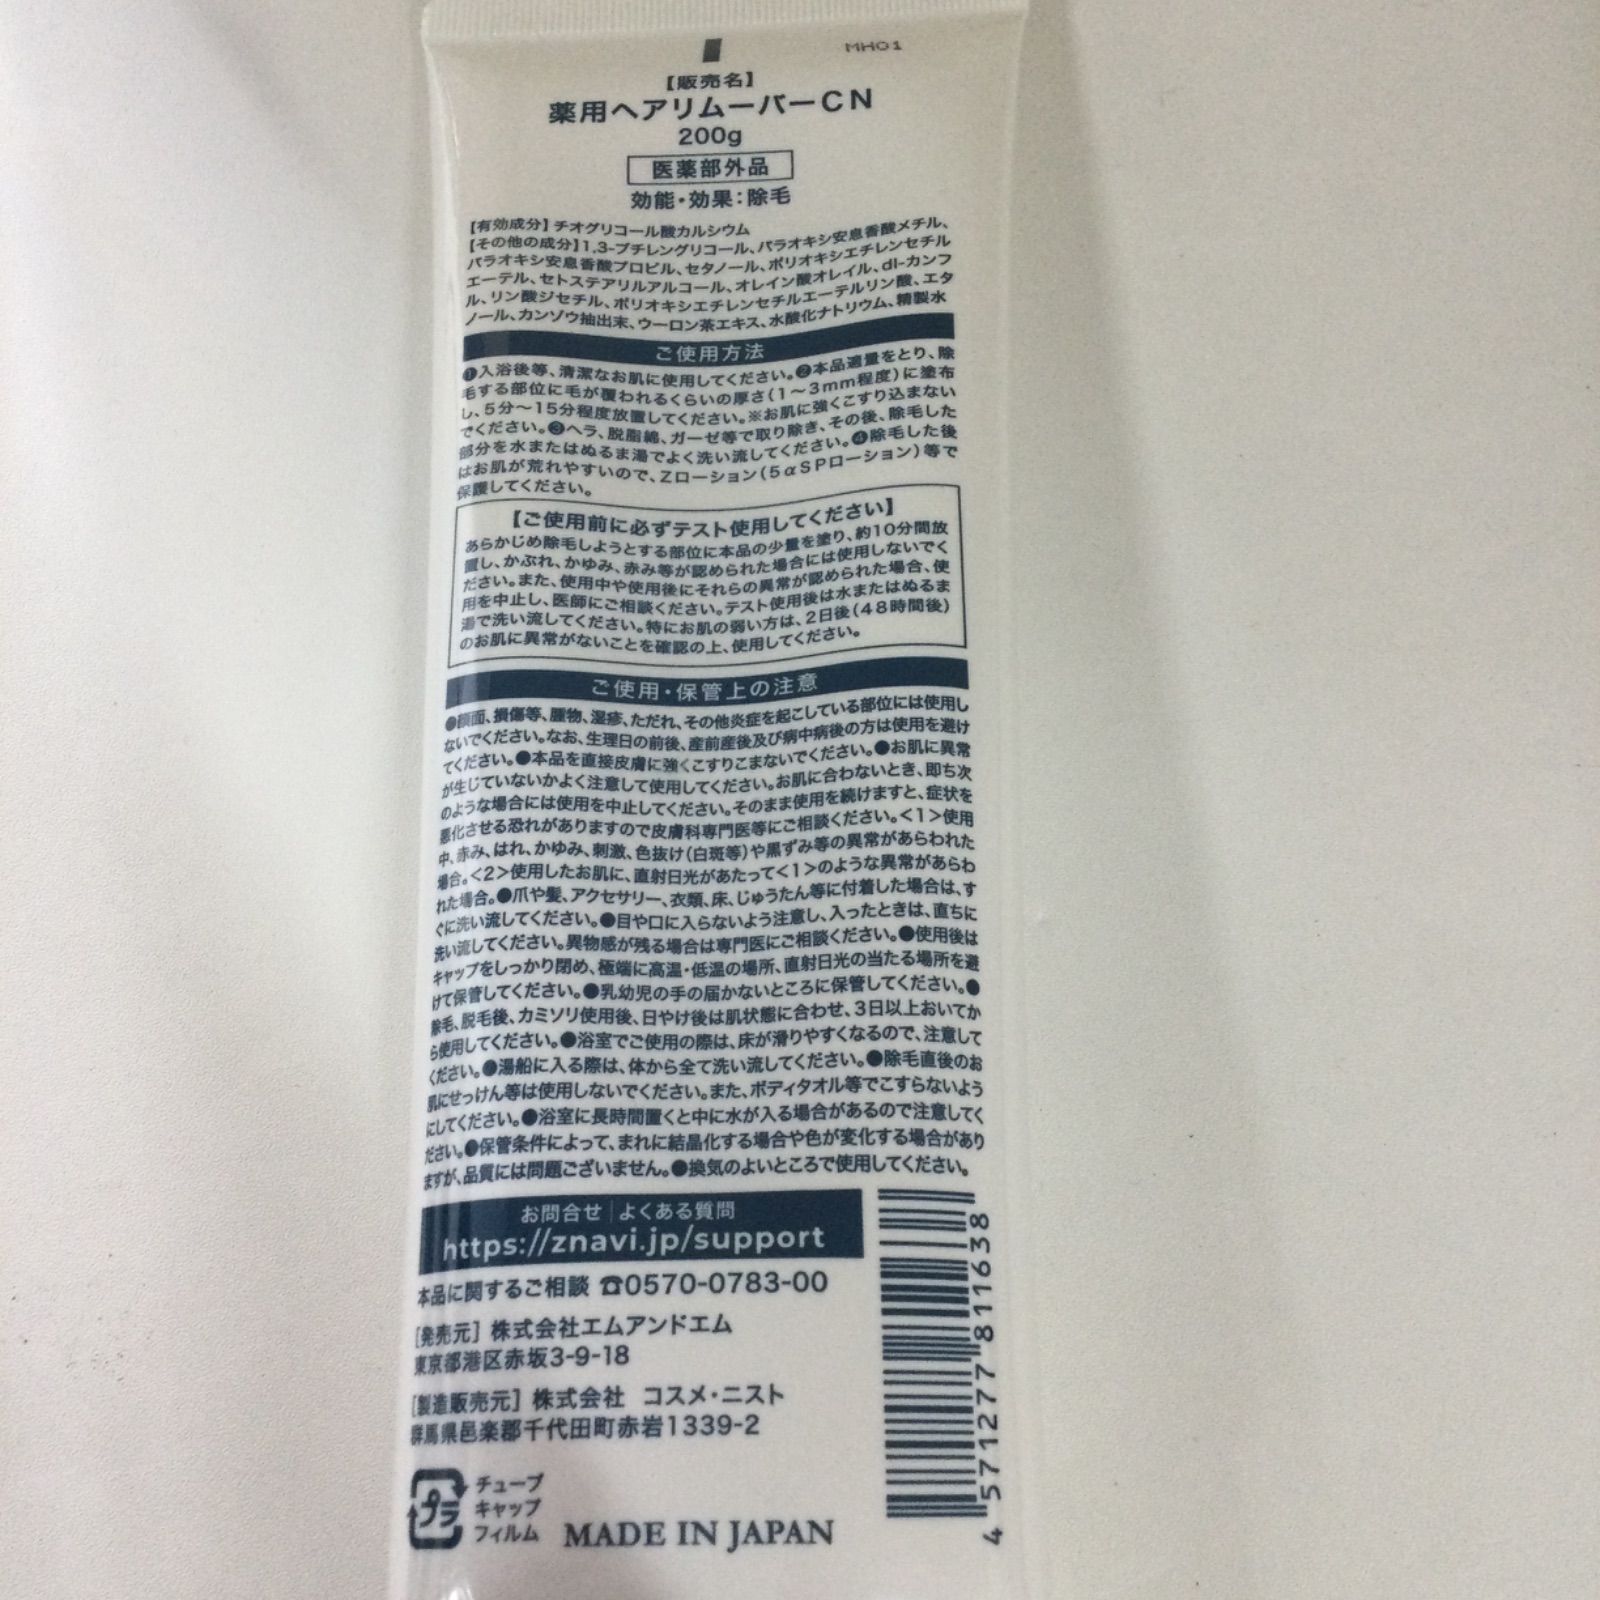 MHG1
【販売名】
薬用ヘアリムーバーCN
200g
医薬部外品
効能・効果：除毛
【有効成分】チオグリコール酸カルシウム
【その他の成分】1,3-ブチレングリコール、パラオキシ安息香酸メチル、
パラオキシ安息香酸プロピル、セタノール、ポリオキシエチレンセチル
エーテル、セトステアリルアルコール、オレイン酸オレイル、dl-カンフ
ル、リン酸ジセチル、ポリオキシエチレンセチルエーテルリン酸、エタ
ノール、カンゾウ抽出末、ウーロン茶エキス、水酸化ナトリウム、精製水
ご使用方法
❶入浴後等、清潔なお肌に使用してください。❷本品適量をとり、除
毛する部位に毛が覆われるくらいの厚さ（1～3mm程度）に塗布
し、5分～15分程度放置してください。※お肌に強くこすり込まない
でください。❸ヘラ、脱脂綿、ガーゼ等で取り除き、その後、除毛した
部分を水またはぬるま湯でよく洗い流してください。❹除毛した後
はお肌が荒れやすいので、Zローション（5αSPローション）等で
保護してください。
【ご使用前に必ずテスト使用してください】
あらかじめ除毛しようとする部位に本品の少量を塗り、約10分間放
置し、かぶれ、かゆみ、赤み等が認められた場合には使用しないでく
ださい。また、使用中や使用後にそれらの異常が認められた場合、使
用を中止し、医師にご相談ください。テスト使用後は水またはぬるま
湯で洗い流してください。特にお肌の弱い方は、2日後（48時間後）
のお肌に異常がないことを確認の上、使用してください。
ご使用・保管上の注意
●顔面、損傷等、腫物、湿疹、ただれ、その他炎症を起こしている部位には使用し
ないでください。なお、生理日の前後、産前産後及び病中病後の方は使用を避け
てください。●本品を直接皮膚に強くこすりこまないでください。●お肌に異常
が生じていないかよく注意して使用してください。お肌に合わないとき、即ち次
のような場合には使用を中止してください。そのまま使用を続けますと、症状を
悪化させる恐れがありますので皮膚科専門医等にご相談ください。<1>使用
中、赤み、はれ、かゆみ、刺激、色抜け（白斑等）や黒ずみ等の異常があらわれた
場合。<2>使用したお肌に、直射日光があたって<1>のような異常があらわ
れた場合。●爪や髪、アクセサリー、衣類、床、じゅうたん等に付着した場合は、す
ぐに洗い流してください。●目や口に入らないよう注意し、入ったときは、直ちに
洗い流してください。異物感が残る場合は専門医にご相談ください。●使用後は
キャップをしっかり閉め、極端に高温・低温の場所、直射日光の当たる場所を避
けて保管してください。●乳幼児の手の届かないところに保管してください。●
除毛、脱毛後、カミソリ使用後、日やけ後は肌状態に合わせ、3日以上おいてか
ら使用してください。●浴室でご使用の際は、床が滑りやすくなるので、注意して
ください。●湯船に入る際は、体から全て洗い流してください。●除毛直後のお
肌にせっけん等は使用しないでください。また、ボディタオル等でこすらないよう
にしてください。●浴室に長時間置くと中に水が入る場合があるので注意してく
ださい。●保管条件によって、まれに結晶化する場合や色が変化する場合があり
ますが、品質には問題ございません。●換気のよいところで使用してください。
お問合せ｜よくある質問
https://znavi.jp/support
本品に関するご相談 ☎0570-0783-00
［発売元］株式会社エムアンドエム
東京都港区赤坂3-9-18
［製造販売元］株式会社 コスメ・ニスト
群馬県邑楽郡千代田町赤岩1339-2
プラ
チューブ
キャップ
フィルム
MADE IN JAPAN
4 571277 811638